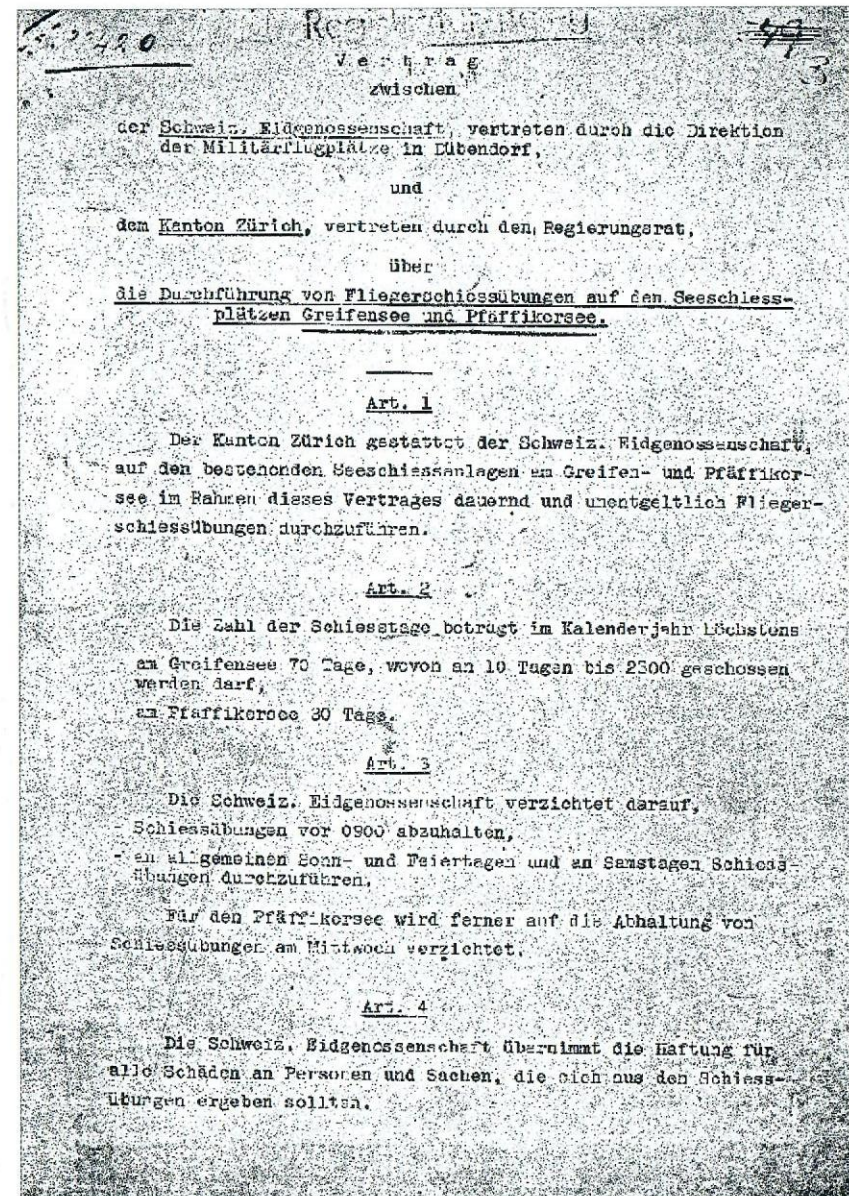 420
V e r t r a g
zwischen
der Schweiz. Eidgenossenschaft, vertreten durch die Direktion
der Militärflugplätze in Dübendorf,
und
dem Kanton Zürich, vertreten durch den Regierungsrat,
über
die Durchführung von Fliegerschiessübungen auf den Seeschiess-
plätzen Greifensee und Pfäffikersee.
Art. 1
Der Kanton Zürich gestattet der Schweiz. Eidgenossenschaft,
auf den bestehenden Seeschiessanlagen am Greifen- und Pfäffiker-
see im Rahmen dieses Vertrages dauernd und unentgeltlich Flieger-
schiessübungen durchzuführen.
Art. 2
Die Zahl der Schiesstage beträgt im Kalenderjahr höchstens
am Greifensee 70 Tage, wovon an 10 Tagen bis 2300 geschossen
werden darf,
am Pfäffikersee 30 Tage.
Art. 3
Die Schweiz. Eidgenossenschaft verzichtet darauf,
- Schiessübungen vor 0900 abzuhalten,
- an allgemeinen Sonn- und Feiertagen und an Samstagen Schiess-
übungen durchzuführen.
Für den Pfäffikersee wird ferner auf die Abhaltung von
Schiessübungen am Mittwoch verzichtet.
Art. 4
Die Schweiz. Eidgenossenschaft übernimmt die Haftung für
alle Schäden an Personen und Sachen, die sich aus den Schiess-
übungen ergeben sollten.